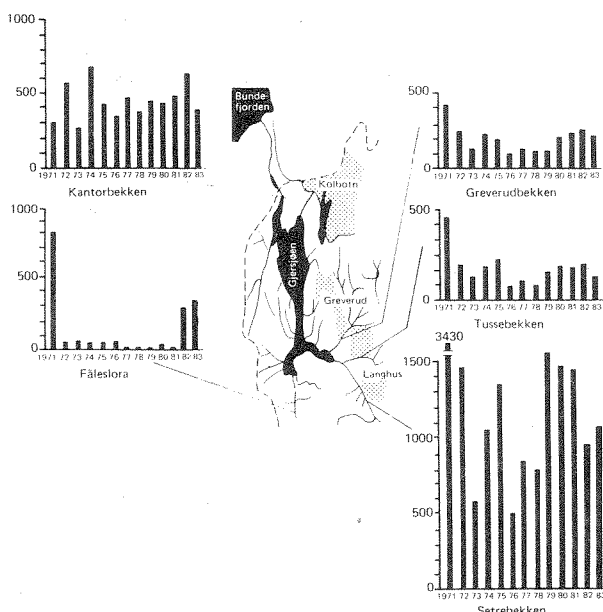 1000
500
0
1971 72 73 74 75 76 77 78 79 80 81 82 83
Kantorbekken
1000
500
0
1971 72 73 74 75 76 77 78 79 80 81 82 83
Fåleslora
Bunde-
fjorden
Kolbotn
Gjersjøen
Greverud
Langhus
500
0
1971 72 73 74 75 76 77 78 79 80 81 82 83
Greverudbekken
500
0
1971 72 73 74 75 76 77 78 79 80 81 82 83
Tussebekken
3430
1500
1000
500
0
1971 72 73 74 75 76 77 78 79 80 81 82 83
Setrebekken